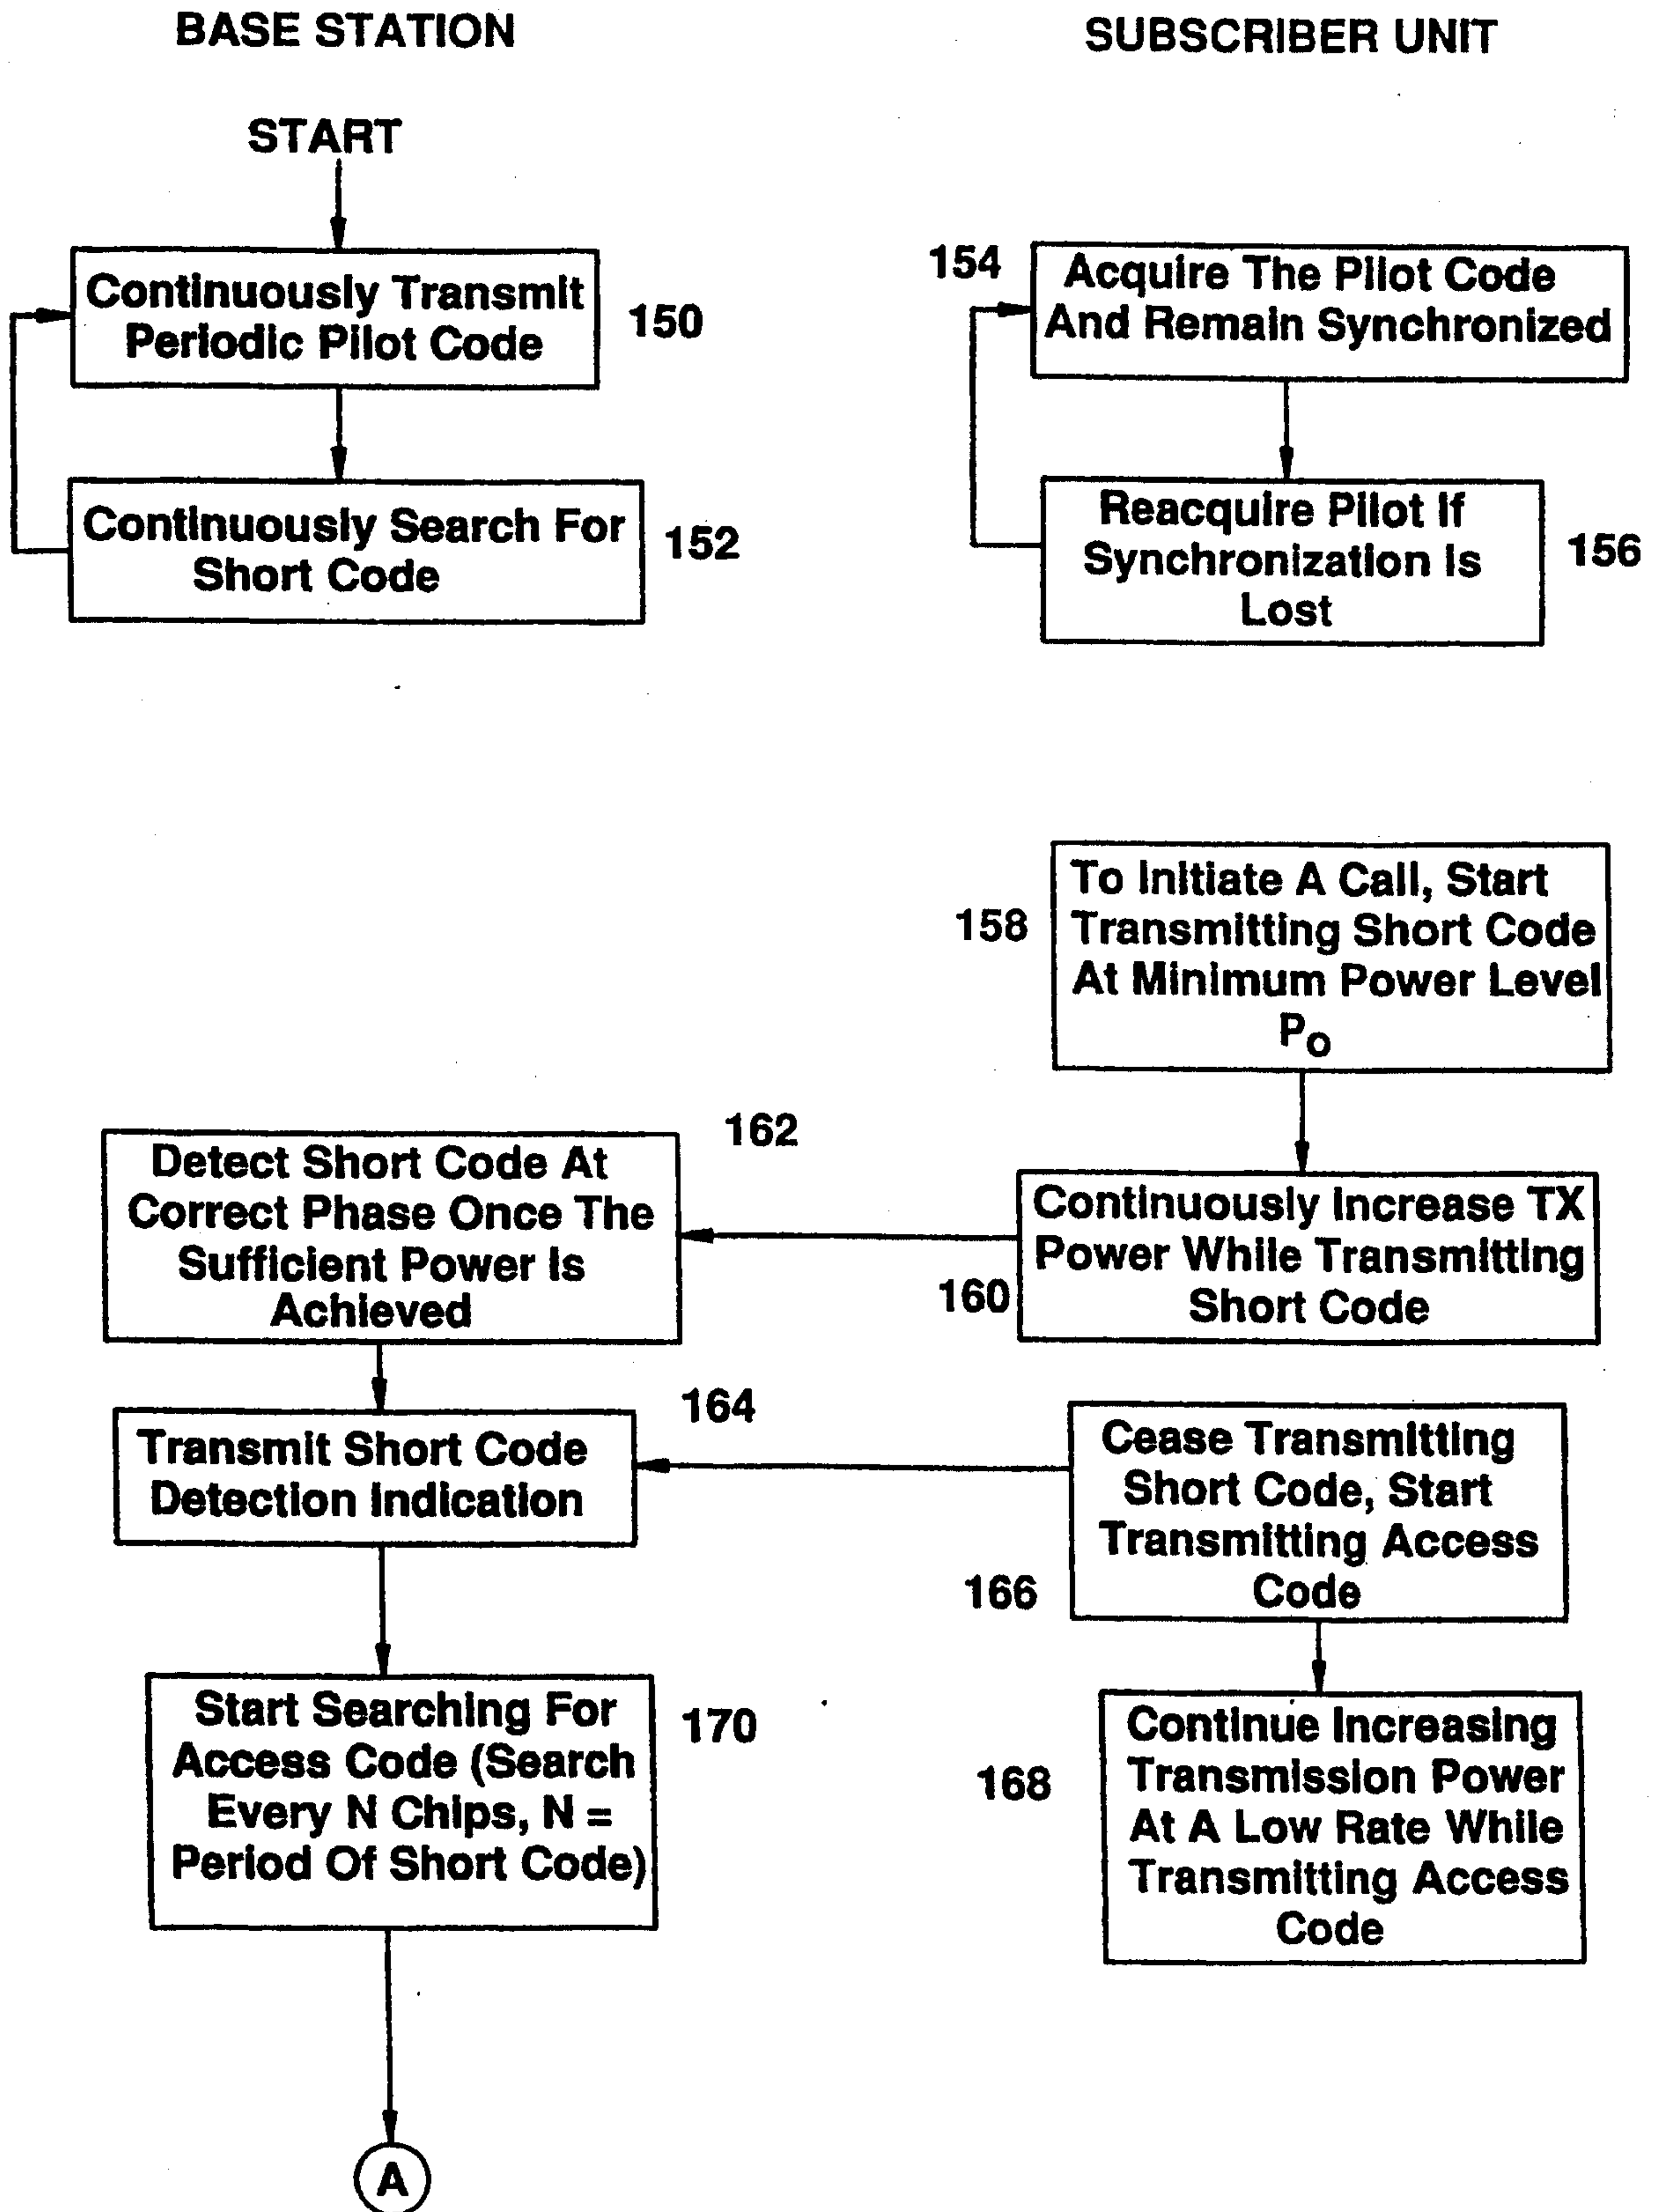 BASE STATION
SUBSCRIBER UNIT
START
Continuously Transmit
Periodic Pilot Code
150
154
Acquire The Pilot Code
And Remain Synchronized
Continuously Search For
Short Code
152
Reacquire Pilot If
Synchronization Is
Lost
156
158
To Initiate A Call, Start
Transmitting Short Code
At Minimum Power Level
PO
162
Detect Short Code At
Correct Phase Once The
Sufficient Power Is
Achieved
160
Continuously Increase TX
Power While Transmitting
Short Code
164
Transmit Short Code
Detection Indication
166
Cease Transmitting
Short Code, Start
Transmitting Access
Code
Start Searching For
Access Code (Search
Every N Chips, N =
Period Of Short Code)
170
168
Continue Increasing
Transmission Power
At A Low Rate While
Transmitting Access
Code
A